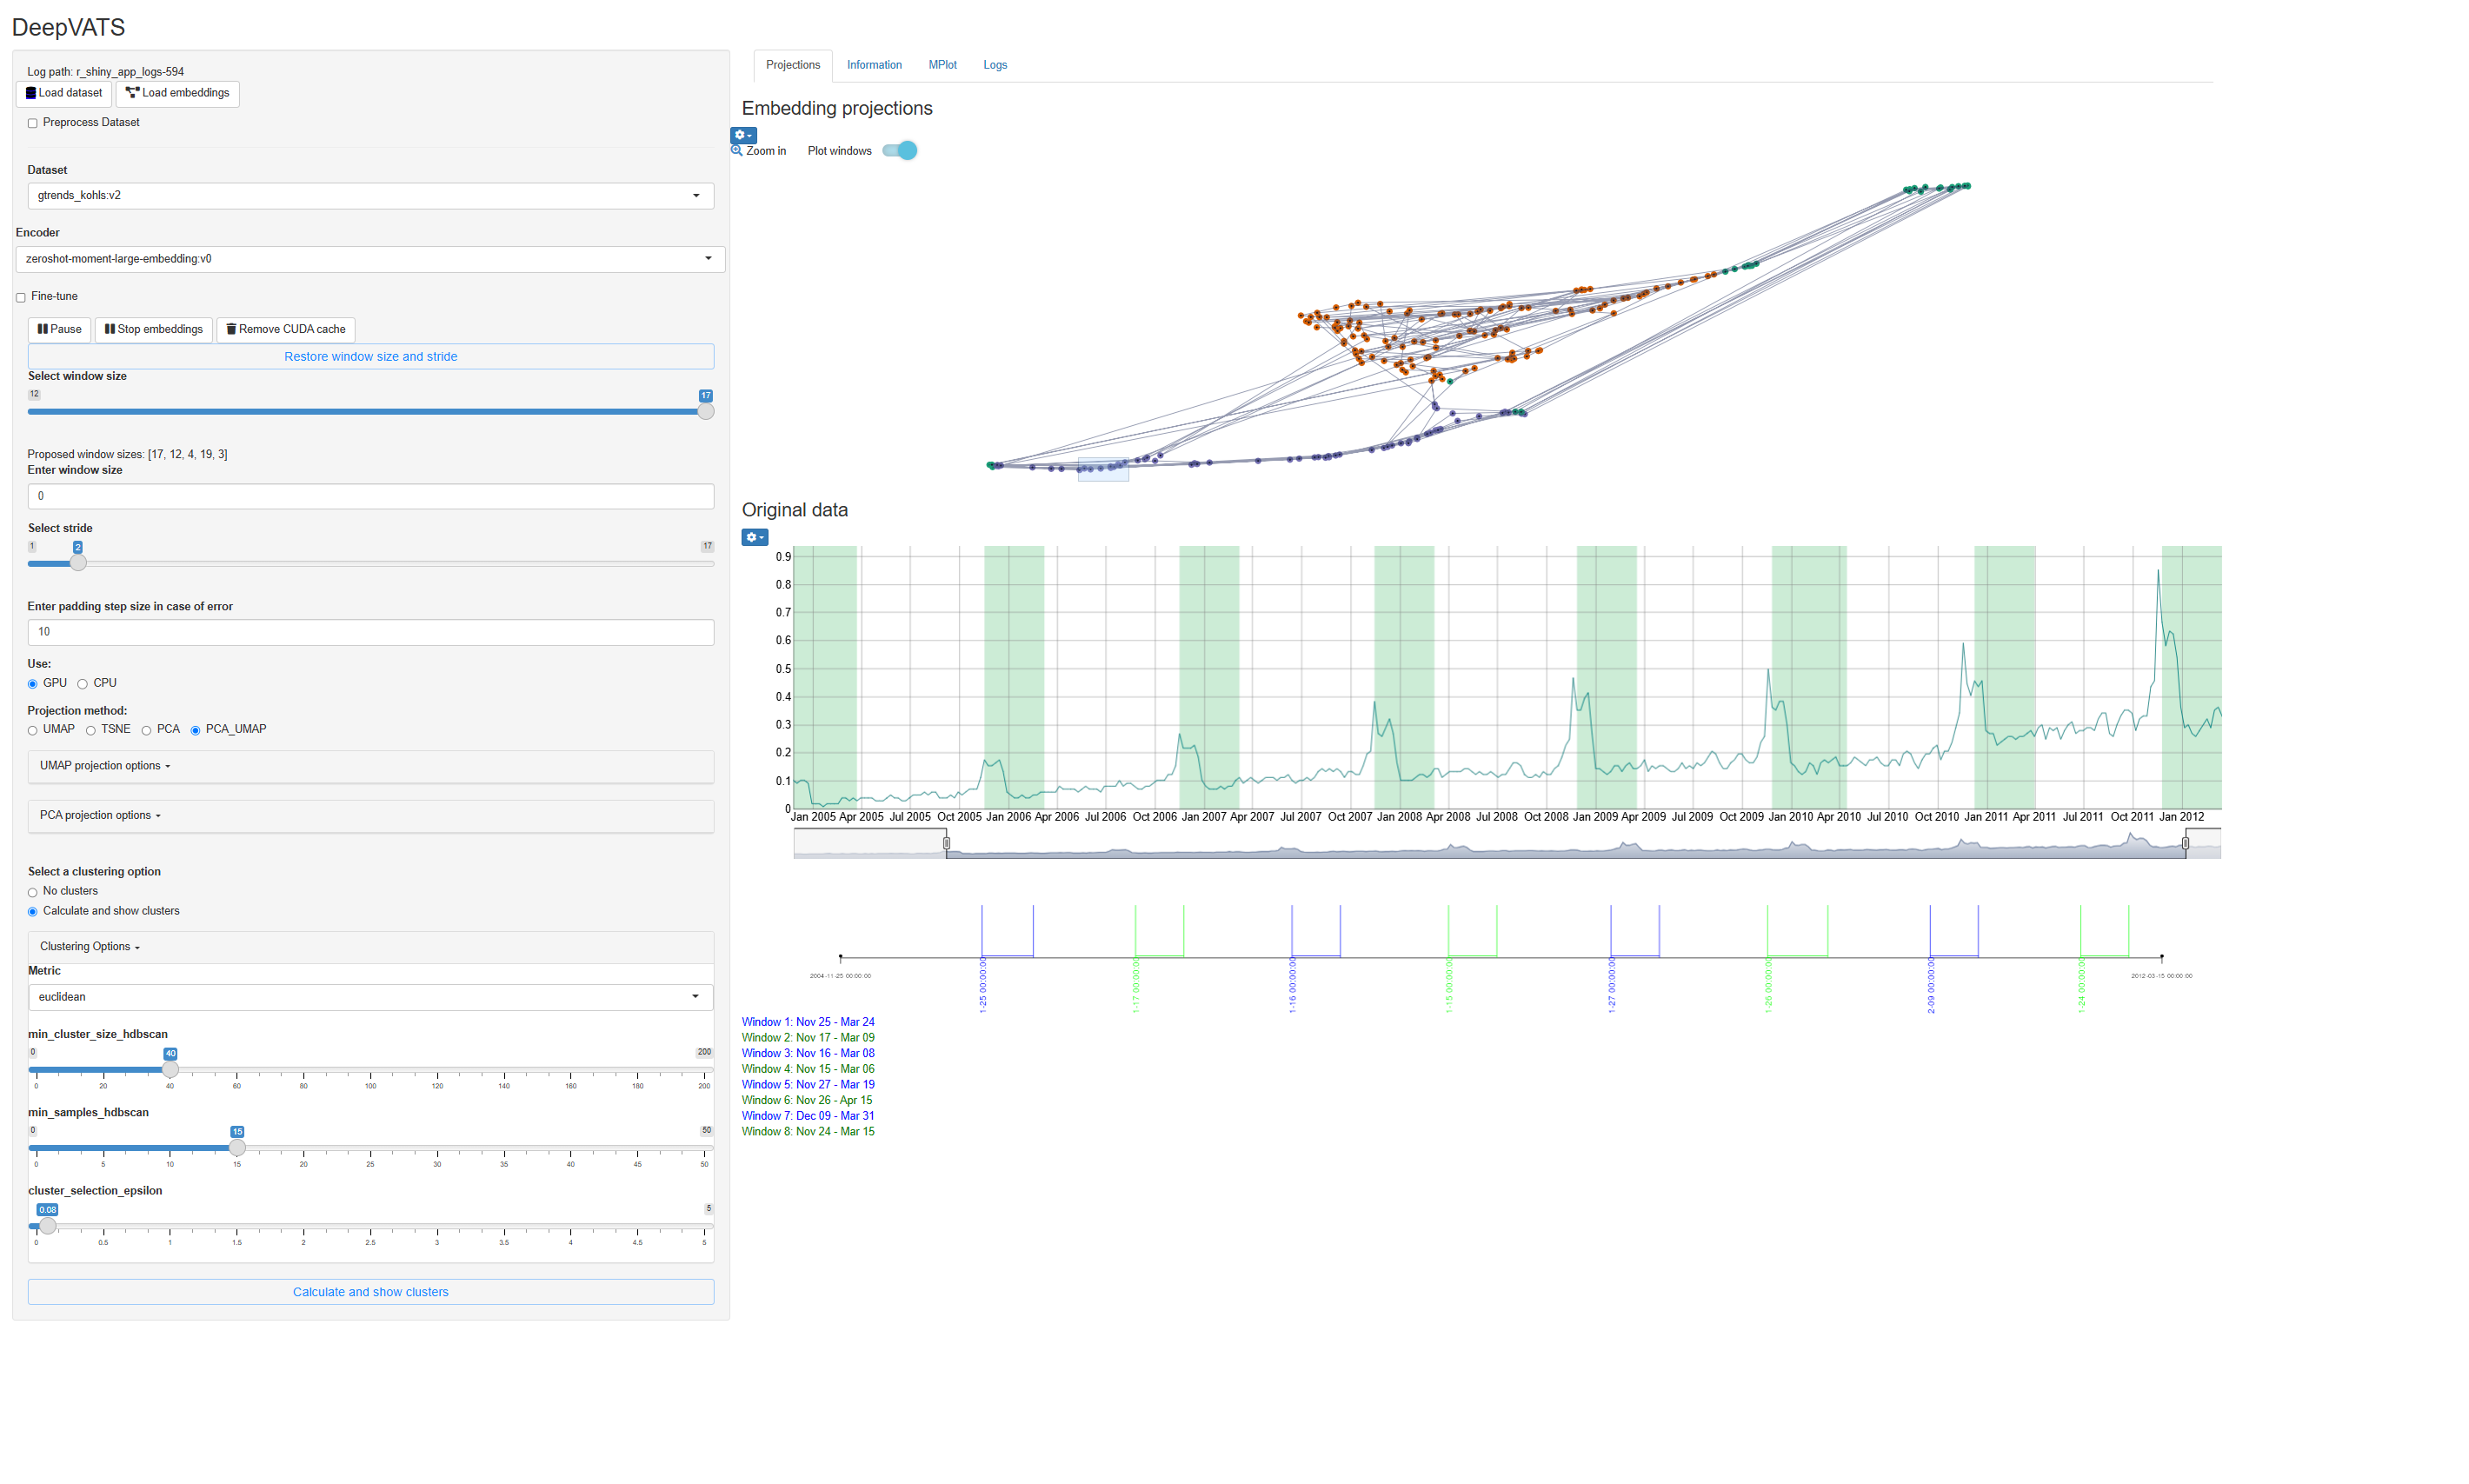 DeepVATS
Log path: r_shiny_app_logs-594
Load dataset
Load embeddings
Preprocess Dataset
Dataset
gtrends_kohls:v2
Encoder
zeroshot-moment-large-embedding:v0
Fine-tune
Pause
Stop embeddings
Remove CUDA cache
Restore window size and stride
Select window size
12
17
Proposed window sizes: [17, 12, 4, 19, 3]
Enter window size
0
Select stride
1
2
17
Enter padding step size in case of error
10
Use:
GPU CPU
Projection method:
UMAP TSNE PCA PCA_UMAP
UMAP projection options
PCA projection options
Select a clustering option
No clusters
Calculate and show clusters
Clustering Options
Metric
euclidean
min_cluster_size_hdbscan
0 40 200
0 20 40 60 80 100 120 140 160 180 200
min_samples_hdbscan
0 15 50
0 5 10 15 20 25 30 35 40 45 50
cluster_selection_epsilon
0.08 5
0 0.5 1 1.5 2 2.5 3 3.5 4 4.5 5
Calculate and show clusters
Projections Information MPlot Logs
Embedding projections
Zoom in Plot windows
Original data
0.9
0.8
0.7
0.6
0.5
0.4
0.3
0.2
0.1
0
Jan 2005 Apr 2005 Jul 2005 Oct 2005 Jan 2006 Apr 2006 Jul 2006 Oct 2006 Jan 2007 Apr 2007 Jul 2007 Oct 2007 Jan 2008 Apr 2008 Jul 2008 Oct 2008 Jan 2009 Apr 2009 Jul 2009 Oct 2009 Jan 2010 Apr 2010 Jul 2010 Oct 2010 Jan 2011 Apr 2011 Jul 2011 Oct 2011 Jan 2012
2004-11-25 00:00:00
2012-03-15 00:00:00
1-25 00:00:00
1-17 00:00:00
1-16 00:00:00
1-15 00:00:00
1-27 00:00:00
1-26 00:00:00
2-09 00:00:00
1-24 00:00:00
Window 1: Nov 25 - Mar 24
Window 2: Nov 17 - Mar 09
Window 3: Nov 16 - Mar 08
Window 4: Nov 15 - Mar 06
Window 5: Nov 27 - Mar 19
Window 6: Nov 26 - Apr 15
Window 7: Dec 09 - Mar 31
Window 8: Nov 24 - Mar 15